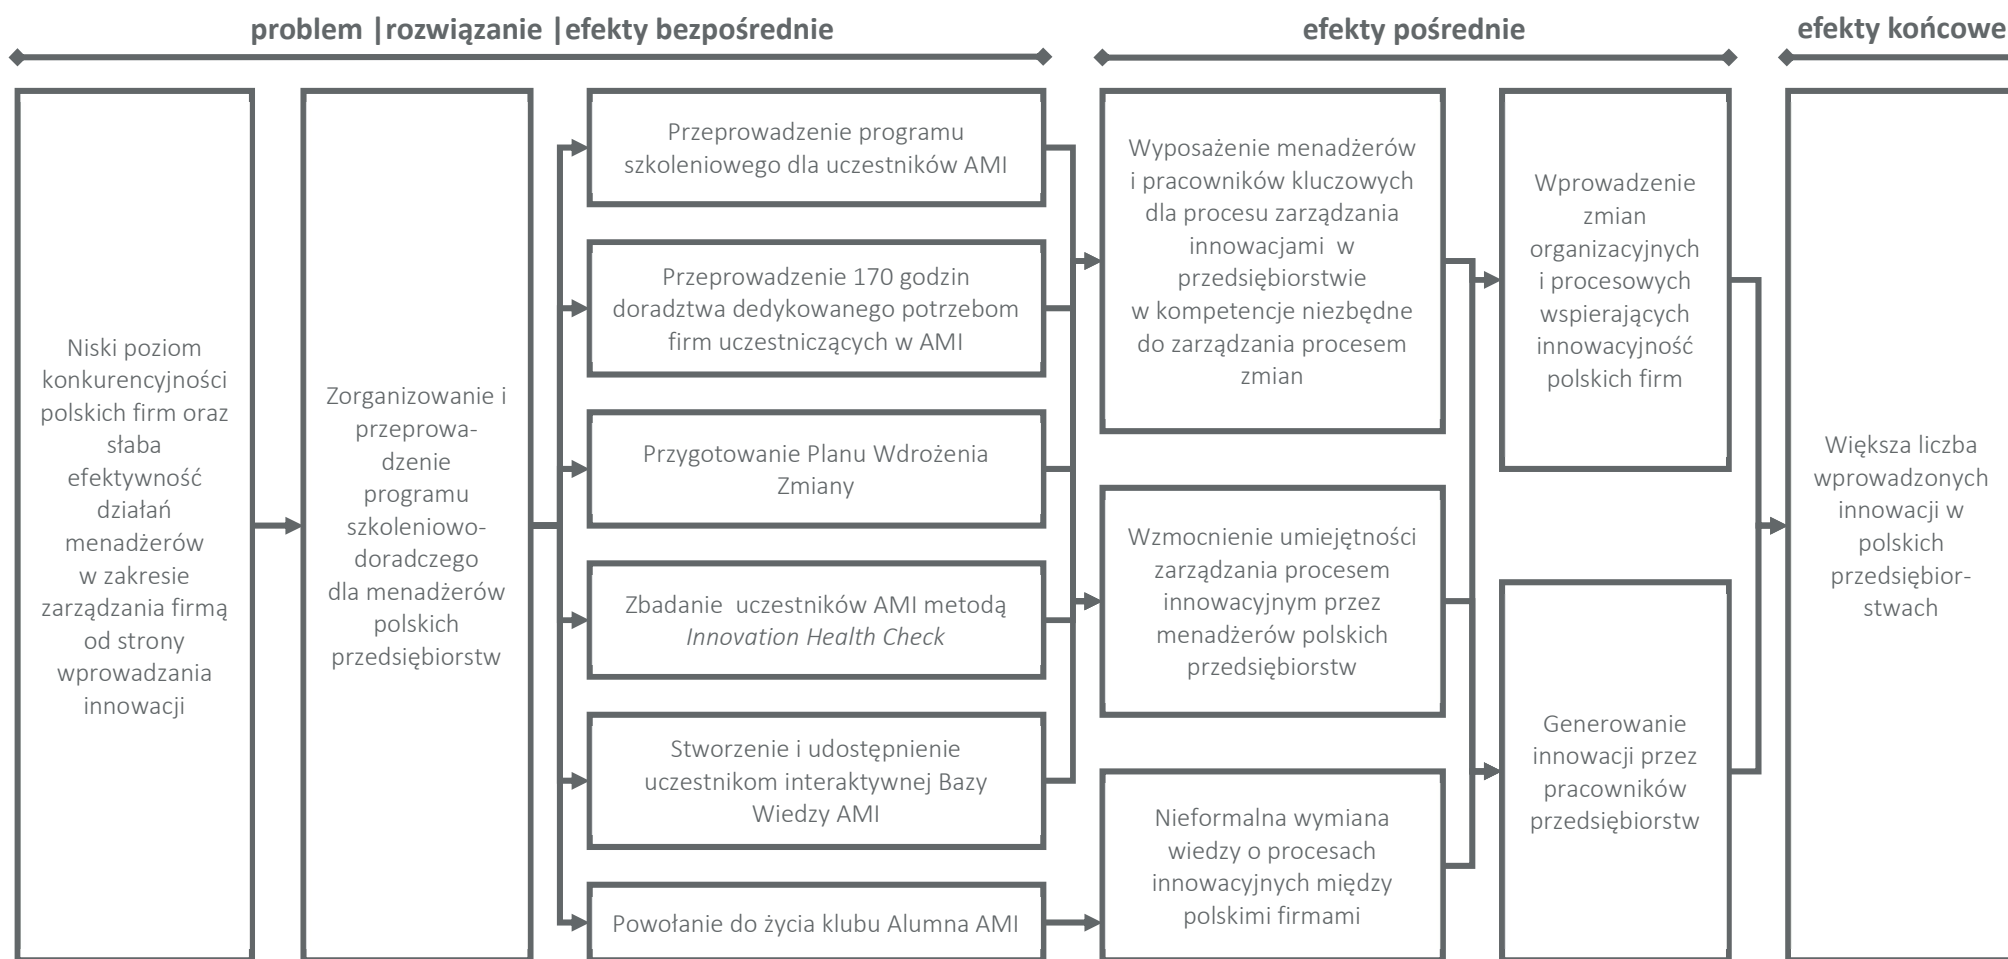 problem |rozwiązanie |efekty bezpośrednie
efekty pośrednie
efekty końcowe
Niski poziom
konkurencyjności
polskich firm oraz
słaba
efektywność
działań
menadżerów
w zakresie
zarządzania firmą
od strony
wprowadzania
innowacji
Zorganizowanie i
przeprowa-
dzenie
programu
szkoleniowo-
doradczego
dla menadżerów
polskich
przedsiębiorstw
Przeprowadzenie programu
szkoleniowego dla uczestników AMI
Przeprowadzenie 170 godzin
doradztwa dedykowanego potrzebom
firm uczestniczących w AMI
Przygotowanie Planu Wdrożenia
Zmiany
Zbadanie uczestników AMI metodą
Innovation Health Check
Stworzenie i udostępnienie
uczestnikom interaktywnej Bazy
Wiedzy AMI
Powołanie do życia klubu Alumna AMI
Wyposażenie menadżerów
i pracowników kluczowych
dla procesu zarządzania
innowacjami w
przedsiębiorstwie
w kompetencje niezbędne
do zarządzania procesem
zmian
Wzmocnienie umiejętności
zarządzania procesem
innowacyjnym przez
menadżerów polskich
przedsiębiorstw
Nieformalna wymiana
wiedzy o procesach
innowacyjnych między
polskimi firmami
Wprowadzenie
zmian
organizacyjnych
i procesowych
wspierających
innowacyjność
polskich firm
Generowanie
innowacji przez
pracowników
przedsiębiorstw
Większa liczba
wprowadzonych
innowacji w
polskich
przedsiębior-
stwach